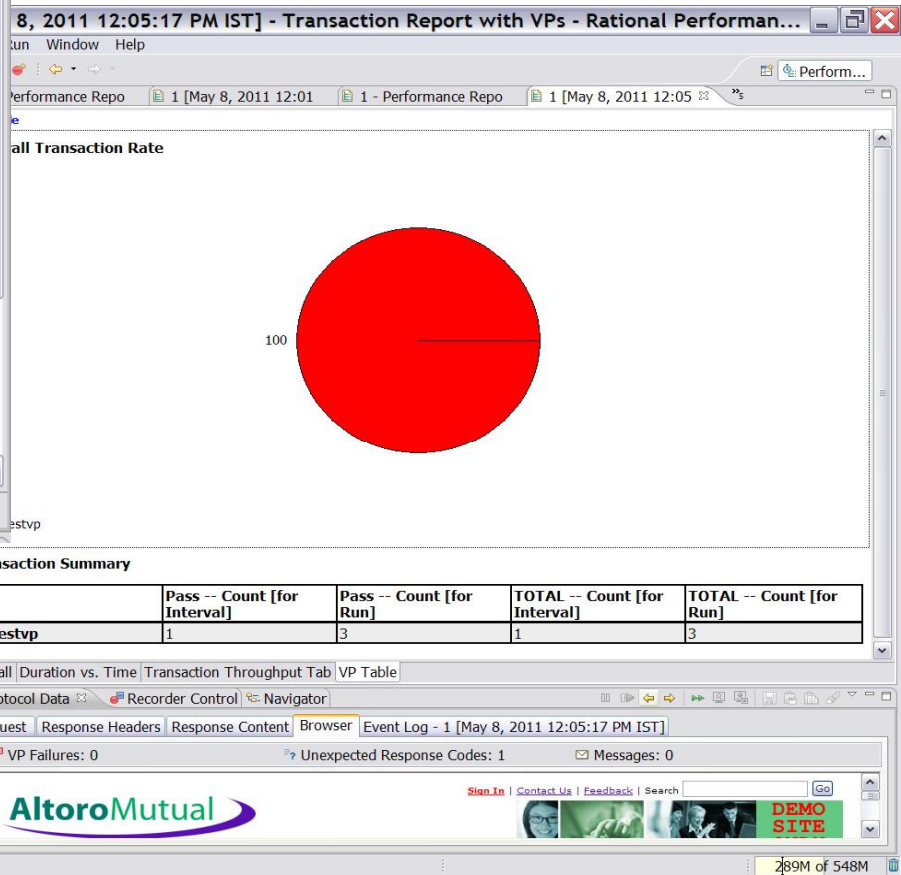 8, 2011 12:05:17 PM IST] - Transaction Report with VPs - Rational Performan...
Run Window Help
Perform...
Performance Repo 1 [May 8, 2011 12:01 1 - Performance Repo 1 [May 8, 2011 12:05 »5
all Transaction Rate
100
estvp
nsaction Summary
Pass -- Count [for Interval] Pass -- Count [for Run] TOTAL -- Count [for Interval] TOTAL -- Count [for Run]
estvp 1 3 1 3
all Duration vs. Time Transaction Throughput Tab VP Table
otocol Data Recorder Control Navigator
uest Response Headers Response Content Browser Event Log - 1 [May 8, 2011 12:05:17 PM IST]
VP Failures: 0 Unexpected Response Codes: 1 Messages: 0
Sign In | Contact Us | Feedback | Search Go
AltoroMutual
DEMO
SITE
289M of 548M